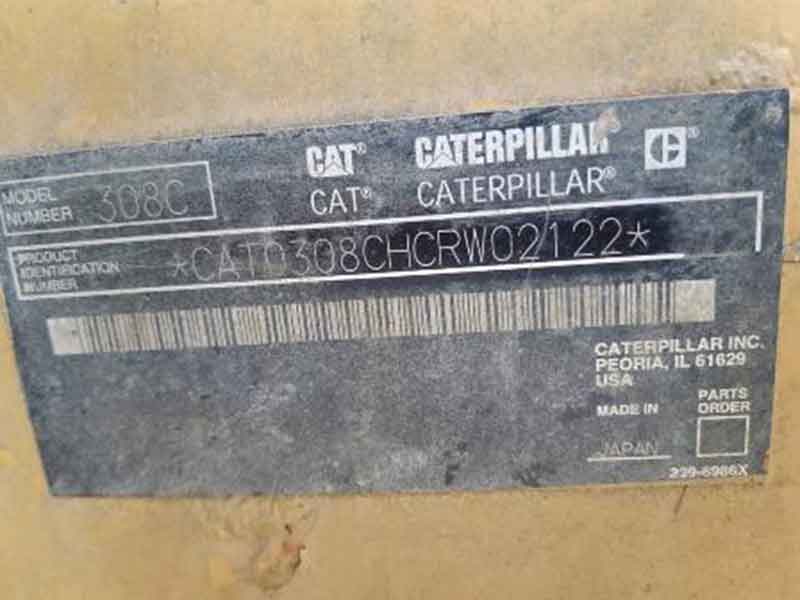 CAT® CATERPILLAR® C®
CAT® CATERPILLAR®
MODEL NUMBER 308C
PRODUCT IDENTIFICATION NUMBER *CAT0308CHCRW02122*
CATERPILLAR INC.
PEORIA, IL 61629
USA
MADE IN JAPAN
PARTS ORDER
239-6986X